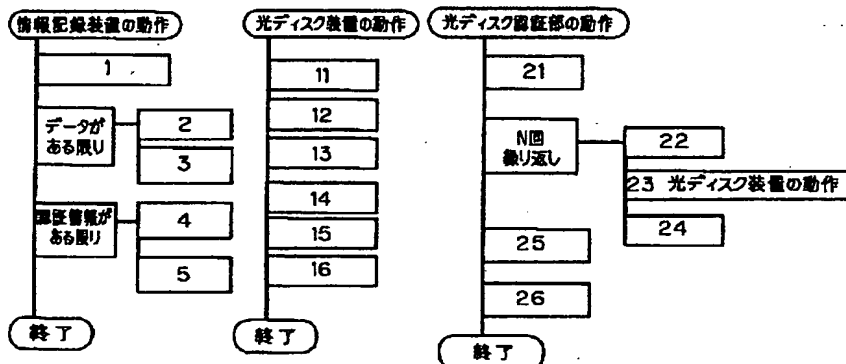 情報記録装置の動作
1
データが
ある限り
2
3
認証情報が
ある限り
4
5
終了
光ディスク装置の動作
11
12
13
14
15
16
終了
光ディスク認証部の動作
21
N回
繰り返し
22
23 光ディスク装置の動作
24
25
26
終了